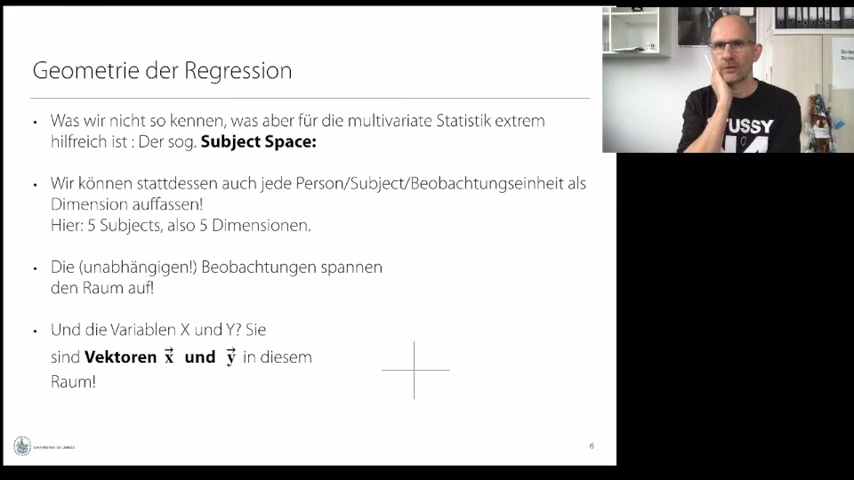 Geometrie der Regression
• Was wir nicht so kennen, was aber für die multivariate Statistik extrem
hilfreich ist : Der sog. Subject Space:
• Wir können stattdessen auch jede Person/Subject/Beobachtungseinheit als
Dimension auffassen!
Hier: 5 Subjects, also 5 Dimensionen.
• Die (unabhängigen!) Beobachtungen spannen
den Raum auf!
• Und die Variablen X und Y? Sie
sind Vektoren x⃗ und y⃗ in diesem
Raum!
6